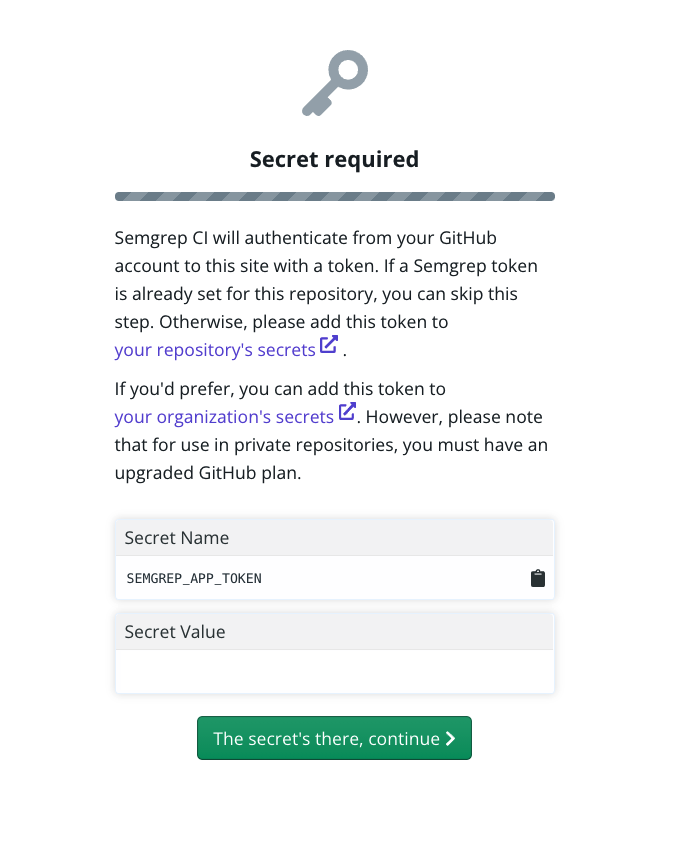 Secret required
Semgrep CI will authenticate from your GitHub
account to this site with a token. If a Semgrep token
is already set for this repository, you can skip this
step. Otherwise, please add this token to
your repository's secrets .
If you'd prefer, you can add this token to
your organization's secrets . However, please note
that for use in private repositories, you must have an
upgraded GitHub plan.
Secret Name
SEMGREP_APP_TOKEN
Secret Value
The secret's there, continue